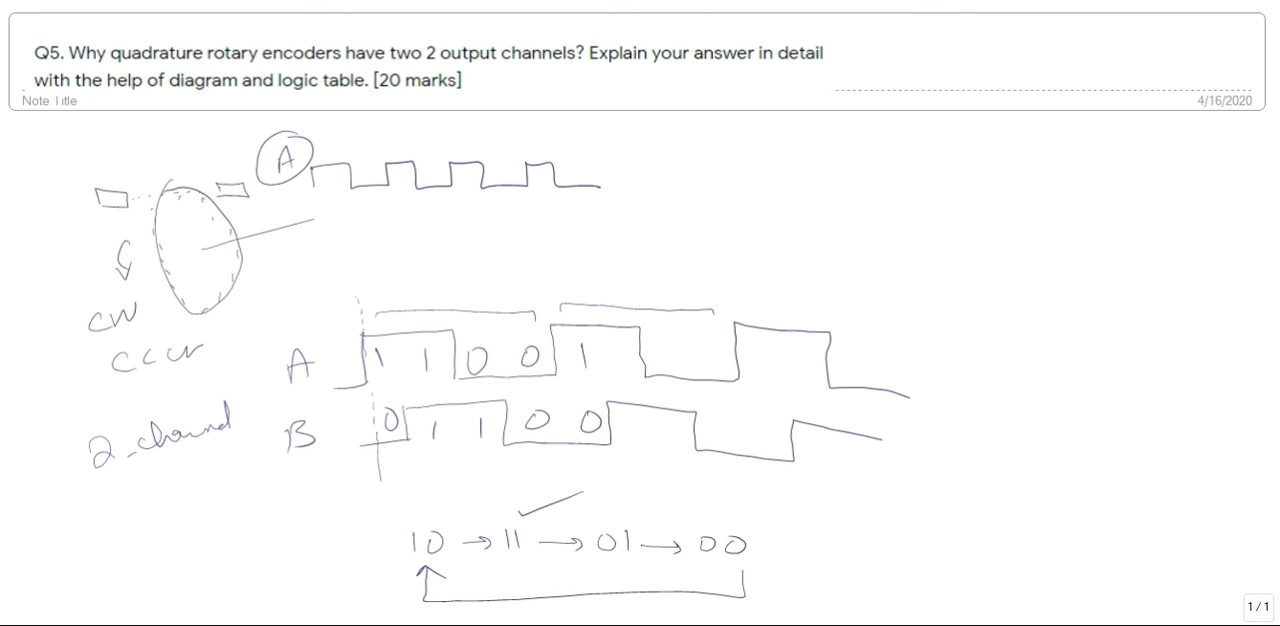 Q5. Why quadrature rotary encoders have two 2 output channels? Explain your answer in detail
with the help of diagram and logic table. [20 marks]
Note Title
4/16/2020
A
CW
CCW
A 1 1 0 0 1
2-channel
B 0 1 1 0 0
10 → 11 → 01 → 00
1 / 1